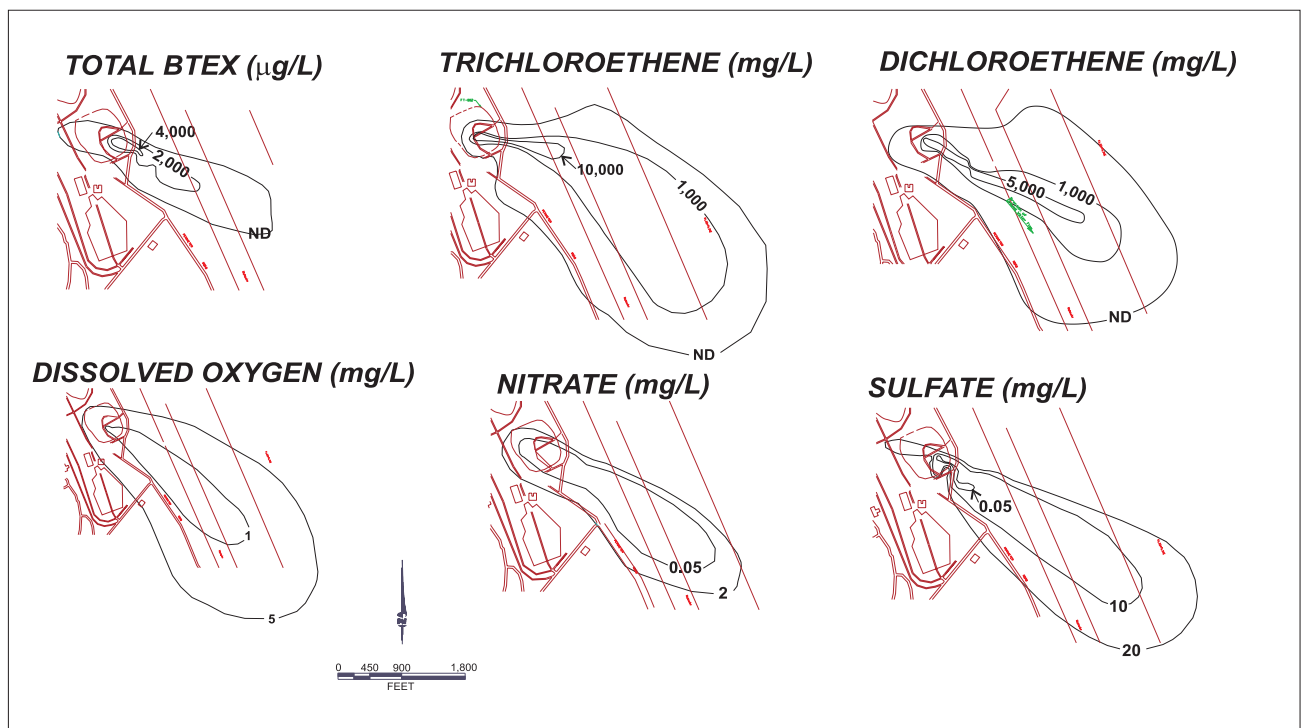 TOTAL BTEX (µg/L)
4,000
2,000
ND
TRICHLOROETHENE (mg/L)
10,000
1,000
ND
DICHLOROETHENE (mg/L)
5,000
1,000
ND
DISSOLVED OXYGEN (mg/L)
1
5
NITRATE (mg/L)
0.05
2
SULFATE (mg/L)
0.05
10
20
0 450 900 1,800
FEET